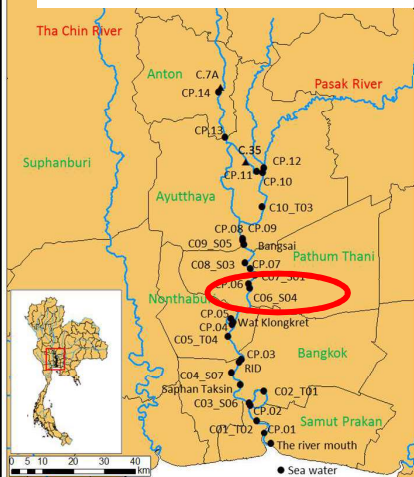 Tha Chin River
C.7A
Anton
CP.14
Pasak River
CP.13
C.35
CP.12
CP.11
CP.10
Suphanburi
Ayutthaya
C10_T03
CP.08
CP.09
C09_S05
Bangsai
Pathum Thani
C08_S03
CP.07
C07_S01
CP.06
C06_S04
Nonthaburi
CP.05
Wat Klongkret
CP.04
C05_T04
Bangkok
CP.03
RID
C04_S07
Saphan Taksin
C02_T01
C03_S06
CP.02
Samut Prakan
C01_T02
CP.01
The river mouth
0 5 10 20 30 40
km
Sea water